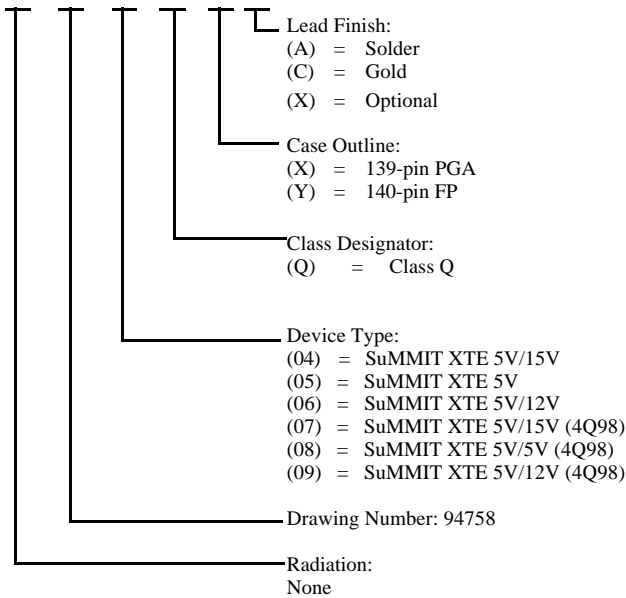 Lead Finish:
(A) = Solder
(C) = Gold
(X) = Optional
Case Outline:
(X) = 139-pin PGA
(Y) = 140-pin FP
Class Designator:
(Q) = Class Q
Device Type:
(04) = SuMMIT XTE 5V/15V
(05) = SuMMIT XTE 5V
(06) = SuMMIT XTE 5V/12V
(07) = SuMMIT XTE 5V/15V (4Q98)
(08) = SuMMIT XTE 5V/5V (4Q98)
(09) = SuMMIT XTE 5V/12V (4Q98)
Drawing Number: 94758
Radiation:
None